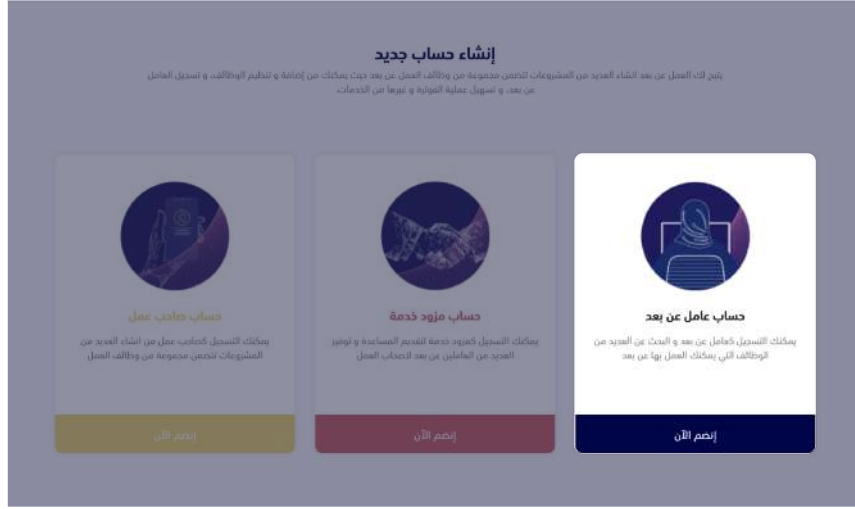 إنشاء حساب جديد
يتيح لك العمل عن بعد انشاء العديد من المشروعات تتضمن مجموعة من وظائف العمل عن بعد حيث يمكنك من إضافة و تنظيم الوظائف، و تسجيل العامل
عن بعد، و تسهيل عملية الفوترة و غيرها من الخدمات.
حساب عامل عن بعد
يمكنك التسجيل كعامل عن بعد و البحث عن العديد من
الوظائف التي يمكنك العمل بها عن بعد
إنضم الآن
حساب مزود خدمة
يمكنك التسجيل كمزود خدمة لتقديم المساعدة و توفير
العديد من العاملين عن بعد لاصحاب العمل
إنضم الآن
حساب صاحب عمل
يمكنك التسجيل كصاحب عمل من انشاء العديد من
المشروعات تتضمن مجموعة من وظائف العمل
إنضم الآن